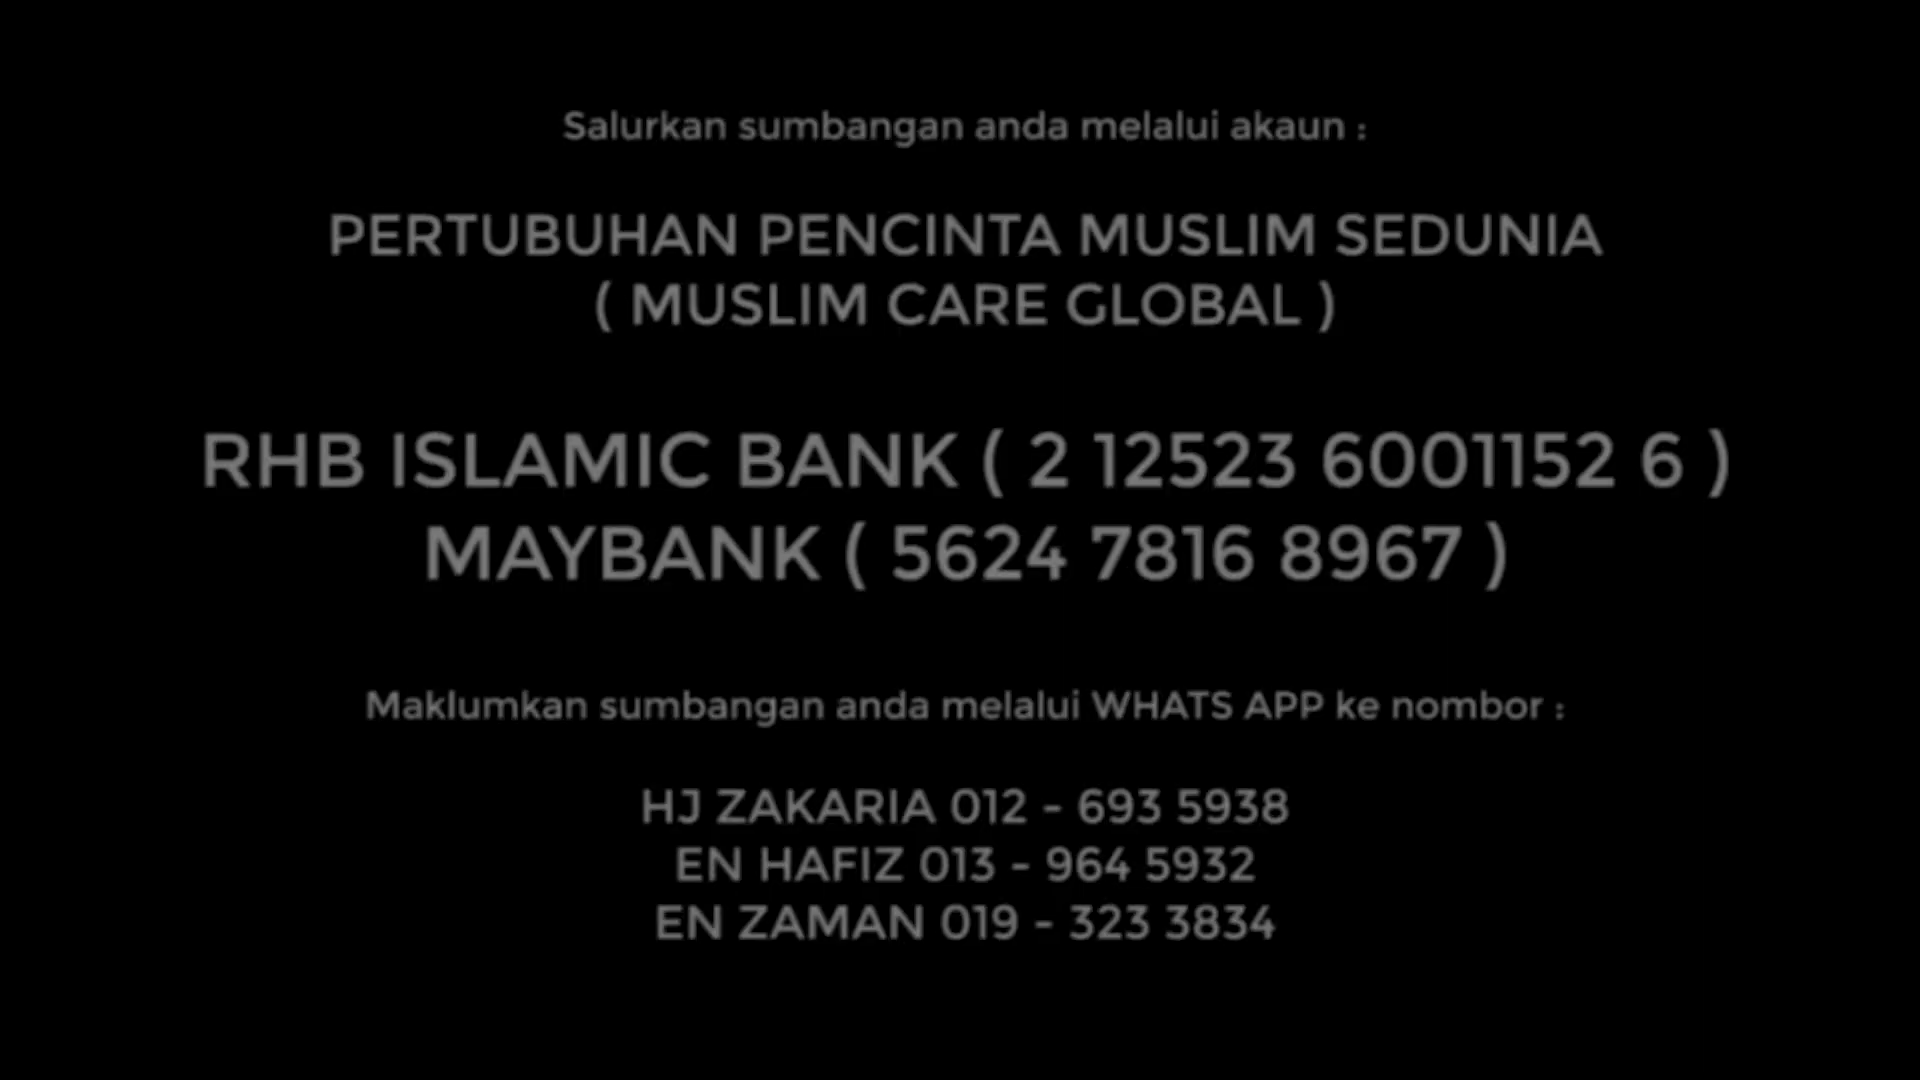 Salurkan sumbangan anda melalui akaun :
PERTUBUHAN PENCINTA MUSLIM SEDUNIA
( MUSLIM CARE GLOBAL )
RHB ISLAMIC BANK ( 2 12523 6001152 6 )
MAYBANK ( 5624 7816 8967 )
Maklumkan sumbangan anda melalui WHATS APP ke nombor :
HJ ZAKARIA 012 - 693 5938
EN HAFIZ 013 - 964 5932
EN ZAMAN 019 - 323 3834